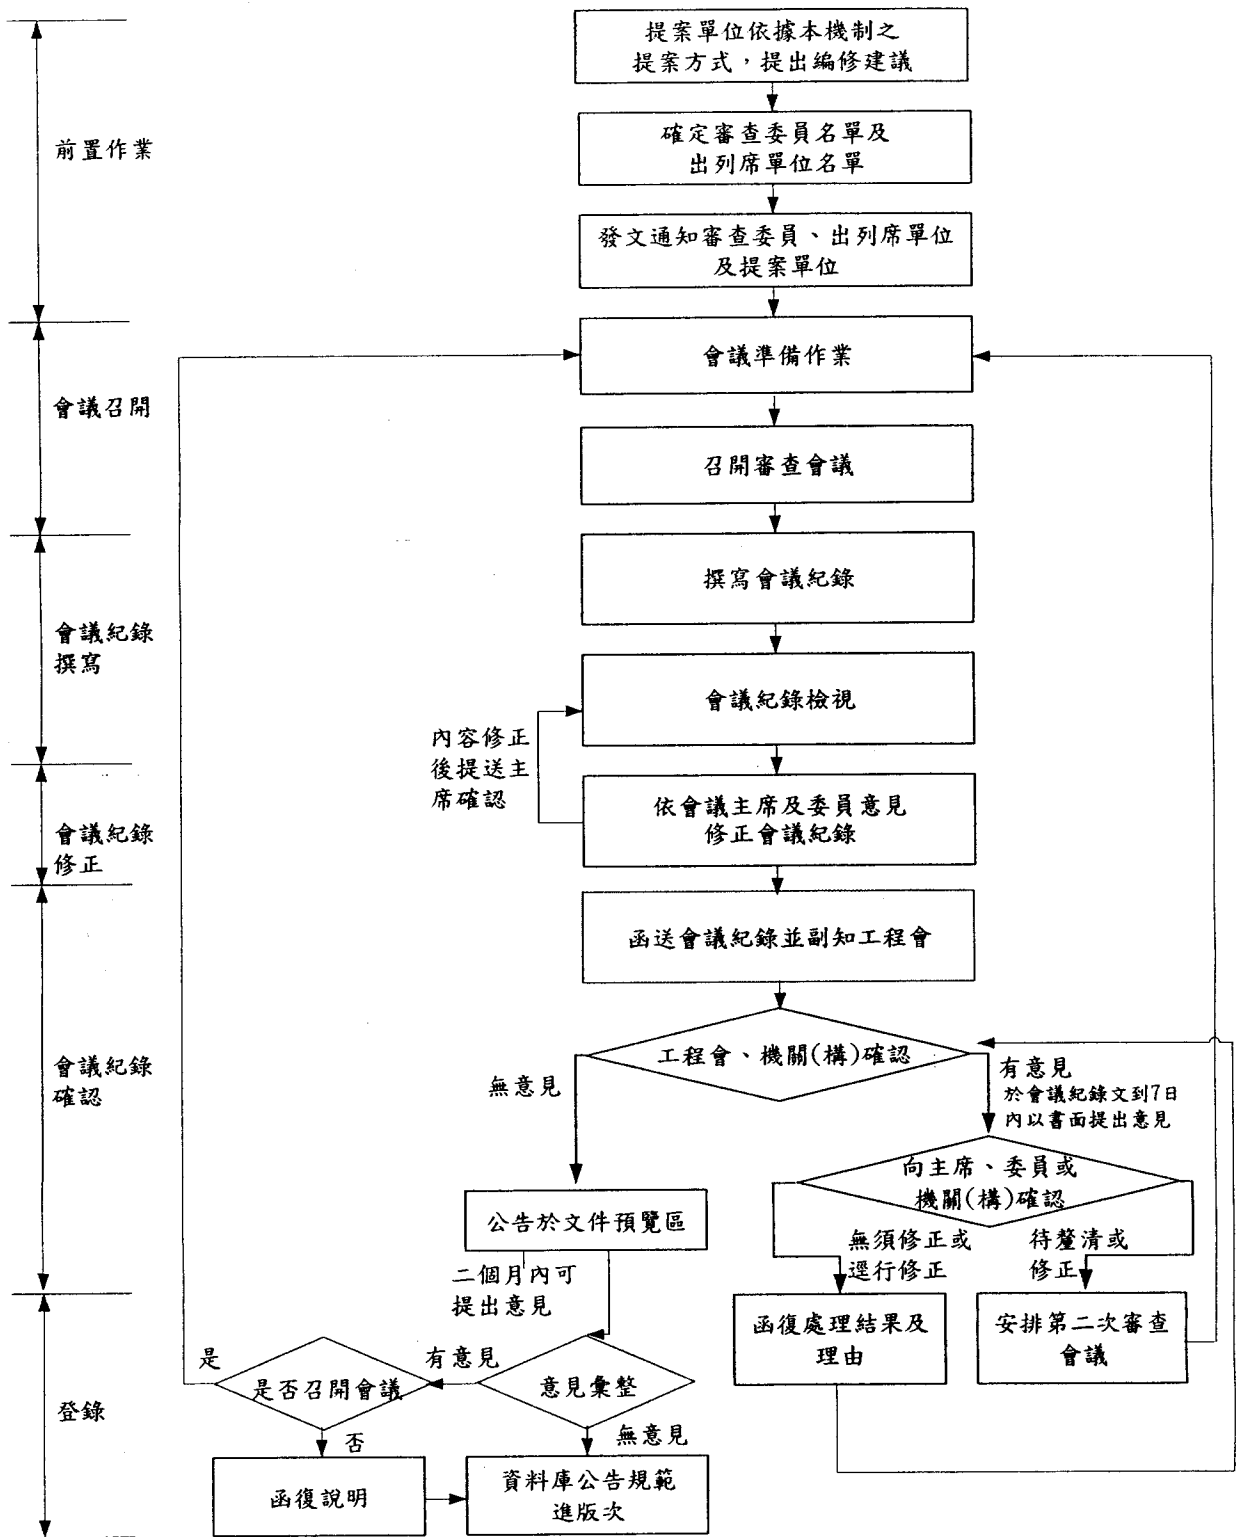 提案單位依據本機制之
提案方式，提出編修建議
前置作業
確定審查委員名單及
出列席單位名單
發文通知審查委員、出列席單位
及提案單位
會議召開
會議準備作業
召開審查會議
會議紀錄
撰寫
撰寫會議紀錄
會議紀錄檢視
內容修正
後提送主
席確認
會議紀錄
修正
依會議主席及委員意見
修正會議紀錄
函送會議紀錄並副知工程會
會議紀錄
確認
工程會、機關(構)確認
無意見
有意見
於會議紀錄文到7日
內以書面提出意見
向主席、委員或
機關(構)確認
公告於文件預覽區
二個月內可
提出意見
無須修正或
逕行修正
待釐清或
修正
函復處理結果及
理由
安排第二次審查
會議
登錄
是
是否召開會議
有意見
意見彙整
否
無意見
函復說明
資料庫公告規範
進版次